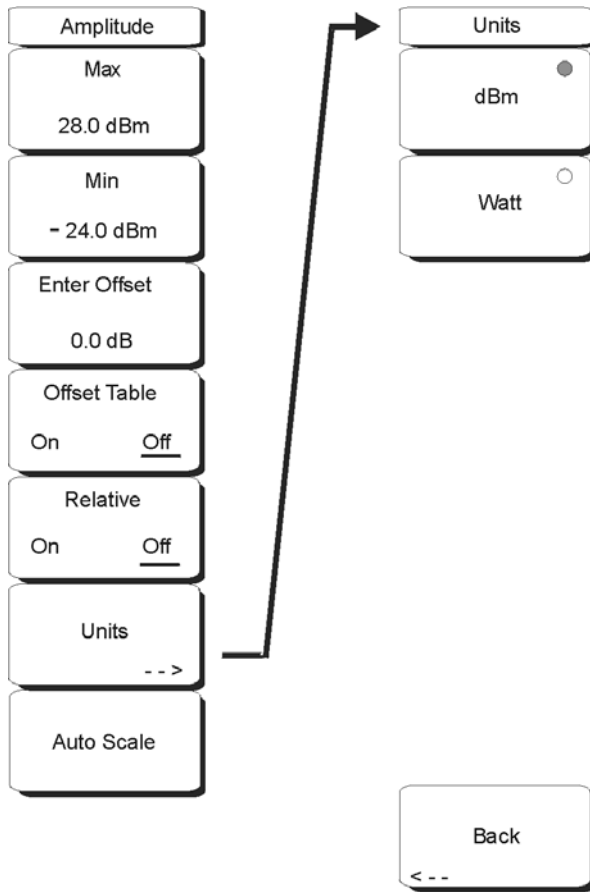 Amplitude
Max
28.0 dBm
Min
- 24.0 dBm
Enter Offset
0.0 dB
Offset Table
On Off
Relative
On Off
Units
-->
Auto Scale
Units
dBm
Watt
Back
<--